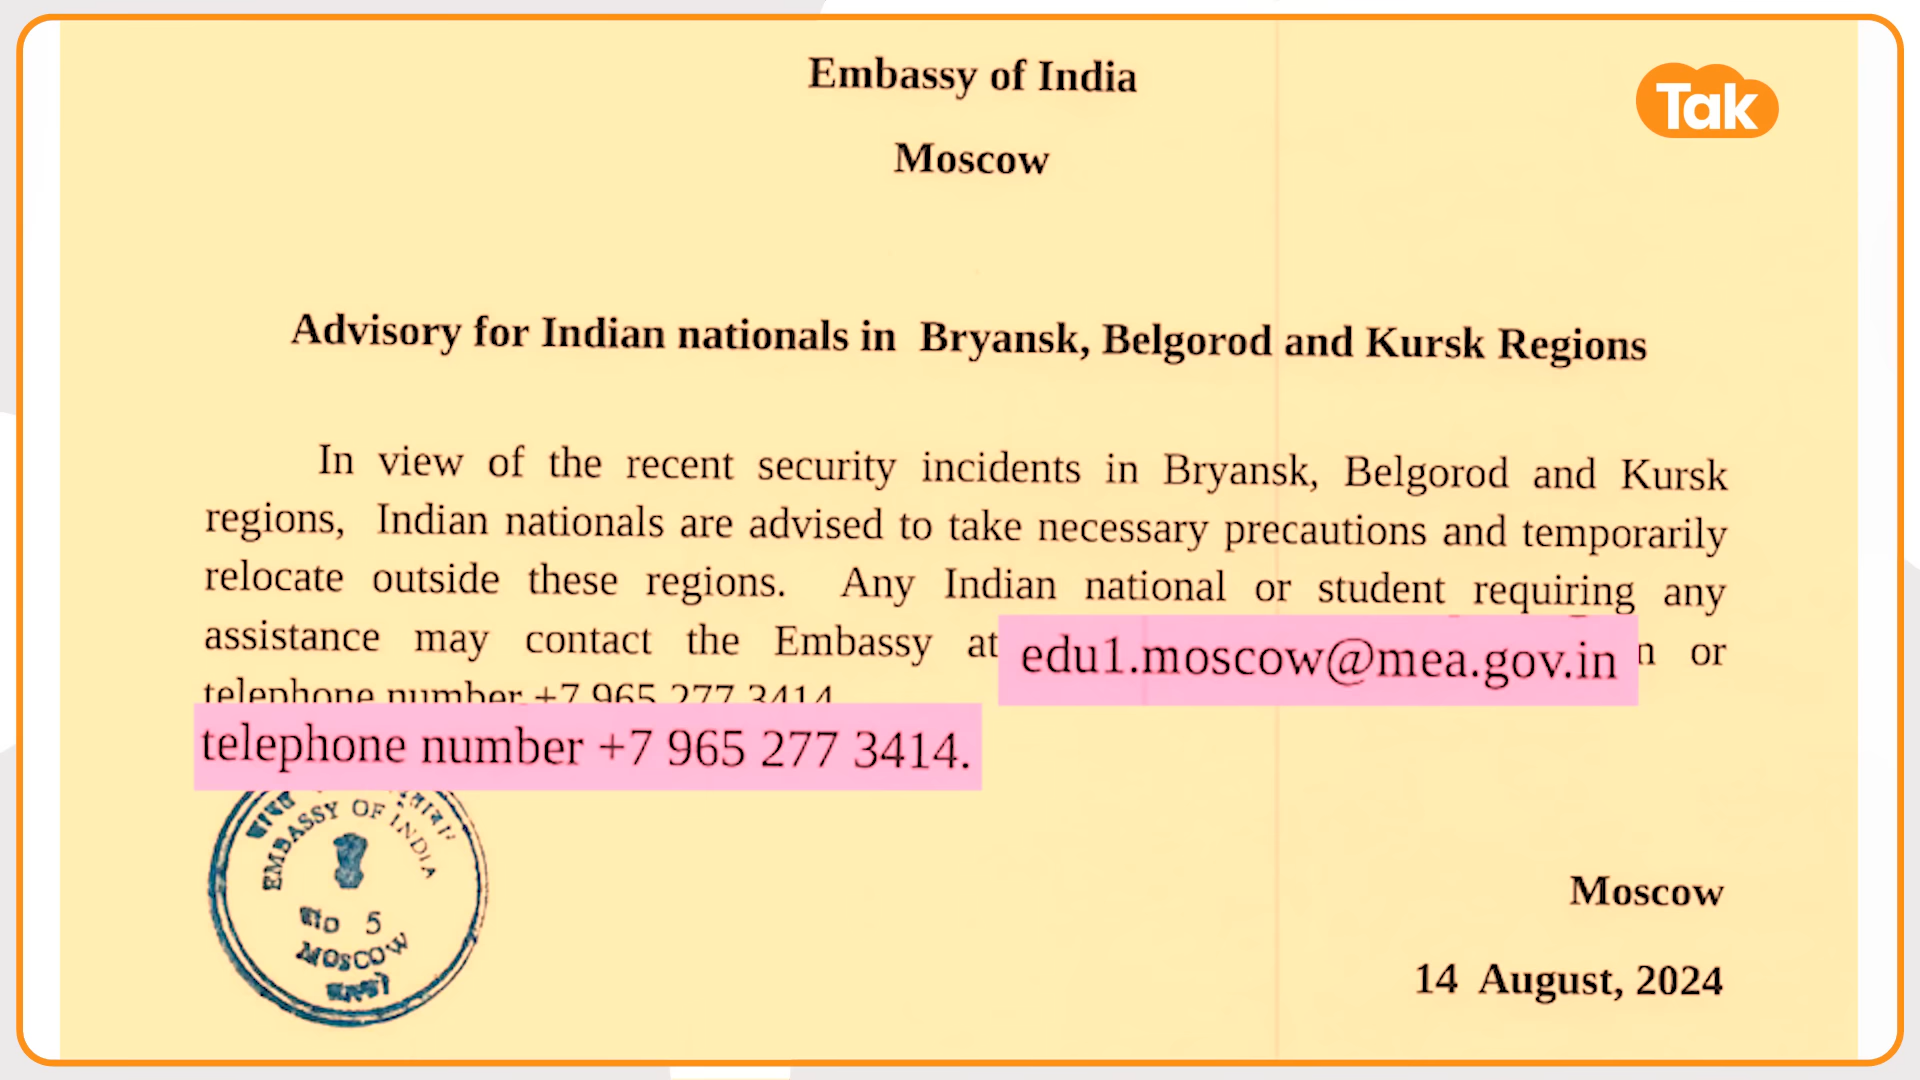 Embassy of India
Tak
Moscow
Advisory for Indian nationals in Bryansk, Belgorod and Kursk Regions
In view of the recent security incidents in Bryansk, Belgorod and Kursk
regions, Indian nationals are advised to take necessary precautions and temporarily
relocate outside these regions. Any Indian national or student requiring any
assistance may contact the Embassy at edu1.moscow@mea.gov.in n or
telephone number +7 965 277 3414
telephone number +7 965 277 3414.
EMBASSY OF INDIA
5
MOSCOW
Moscow
14 August, 2024